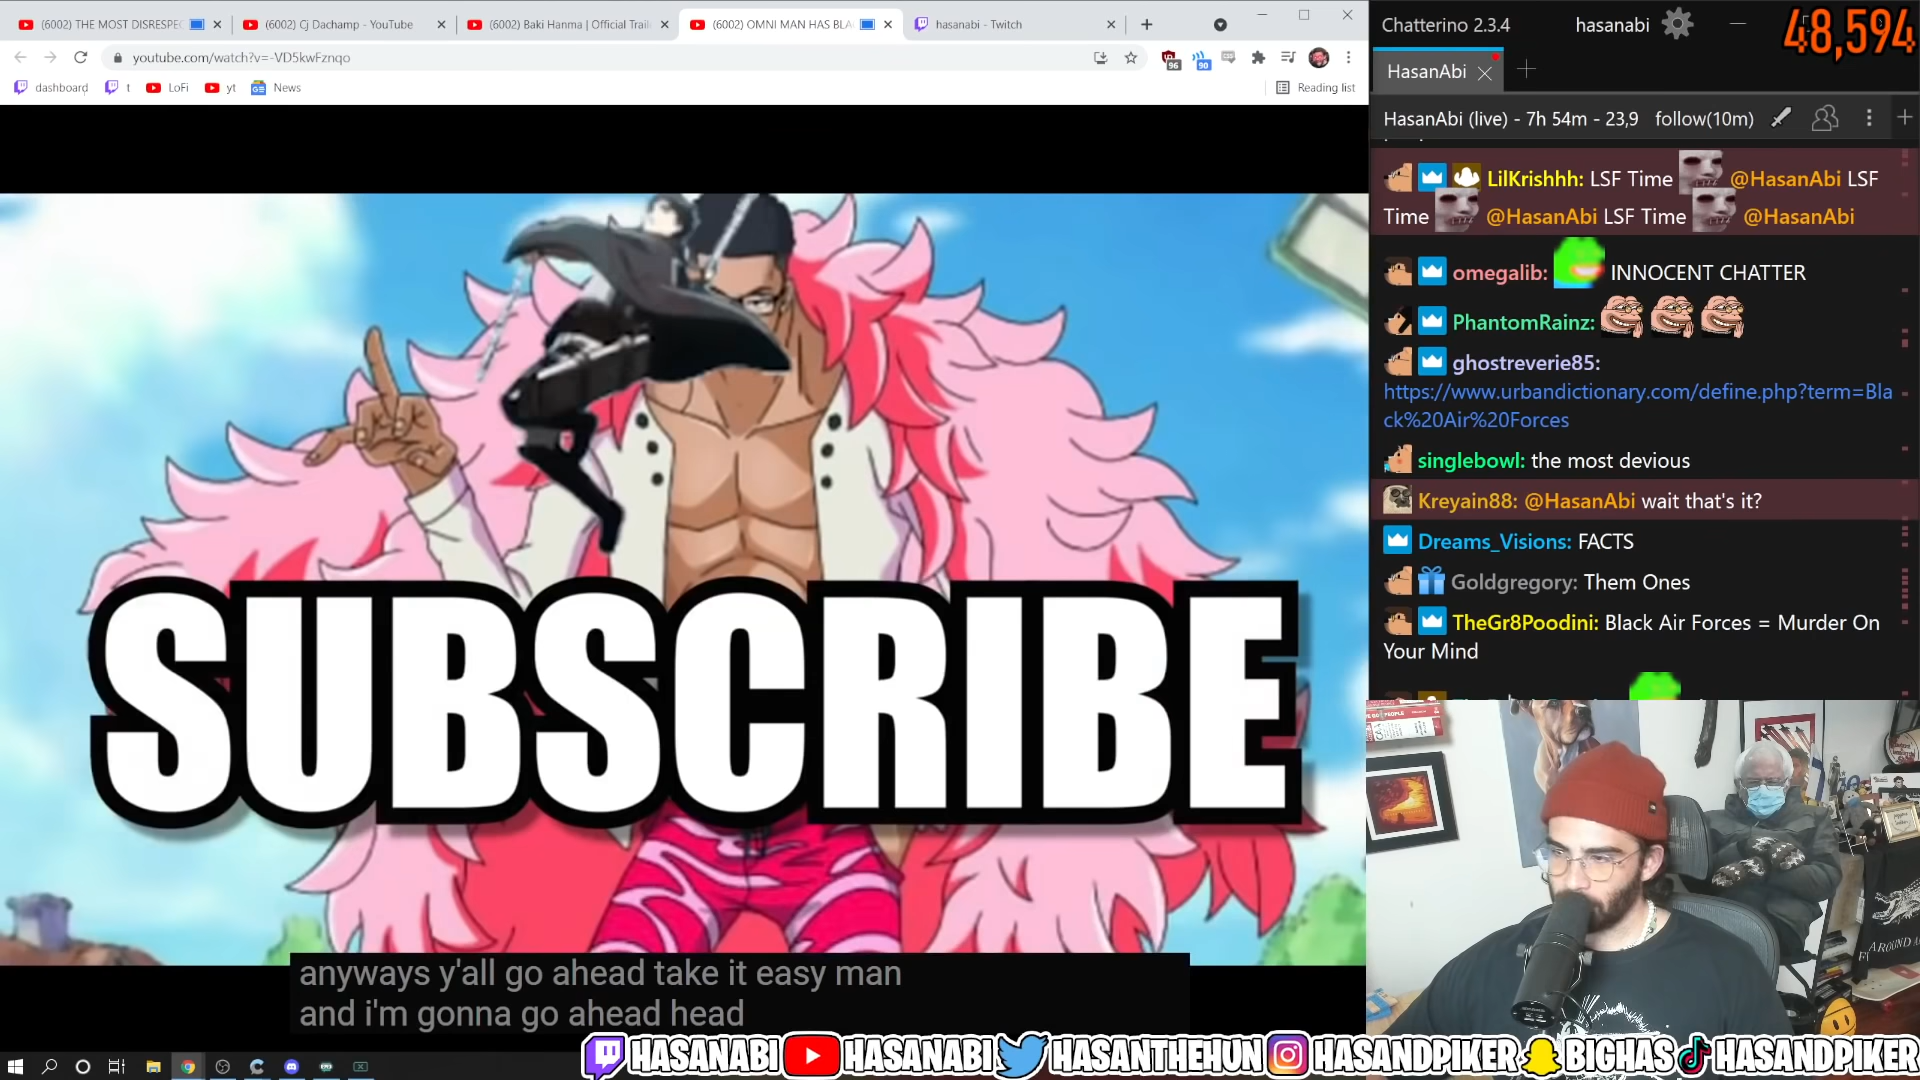 (6002) THE MOST DISRESPEC
(6002) Cj Dachamp - YouTube
(6002) Baki Hanma | Official Trail
(6002) OMNI MAN HAS BLA
hasanabi - Twitch
youtube.com/watch?v=-VD5kwFznqo
96
90
dashboard
t
LoFi
yt
News
Reading list
Chatterino 2.3.4
hasanabi
48,594
HasanAbi
HasanAbi (live) - 7h 54m - 23,9
follow(10m)
LilKrishhh: LSF Time @HasanAbi LSF
Time @HasanAbi LSF Time @HasanAbi
omegalib: INNOCENT CHATTER
PhantomRainz:
ghostreverie85:
https://www.urbandictionary.com/define.php?term=Bla
ck%20Air%20Forces
singlebowl: the most devious
Kreyain88: @HasanAbi wait that's it?
Dreams_Visions: FACTS
Goldgregory: Them Ones
TheGr8Poodini: Black Air Forces = Murder On
Your Mind
SUBSCRIBE
anyways y'all go ahead take it easy man
and i'm gonna go ahead head
HASANABI HASANABI HASANTHEHUN HASANDPIKER BIGHAS HASANDPIKER